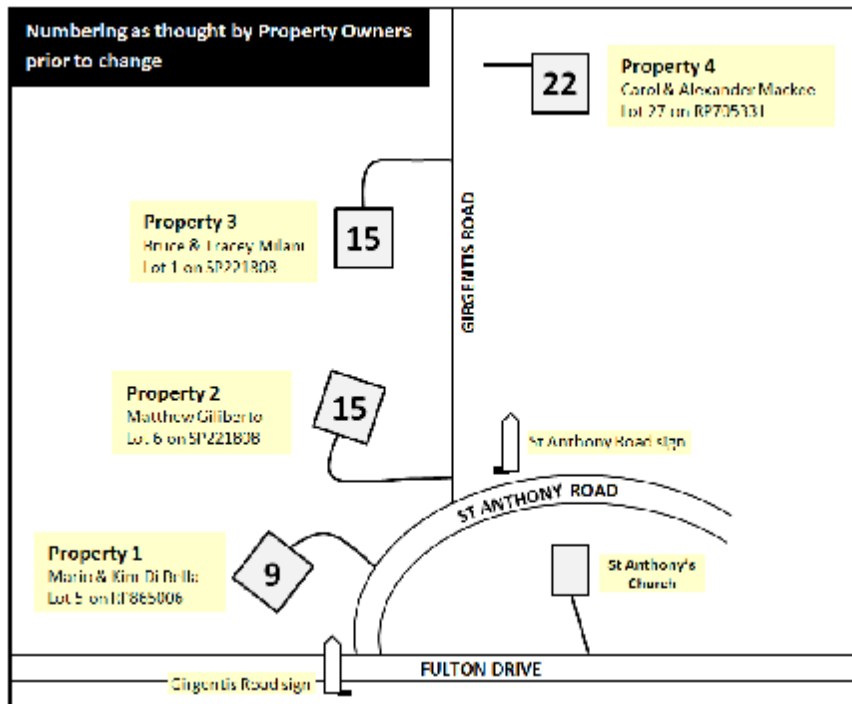 Numbering as thought by Property Owners
prior to change
22
Property 4
Carol & Alexander Mackee
Lot 27 on RP705331
Property 3
Bruce & Tracey Milani
Lot 1 on SP221808
15
GIRGENTIS ROAD
Property 2
Matthew Giliberto
Lot 6 on SP221808
15
St Anthony Road sign
ST ANTHONY ROAD
Property 1
Mario & Kim Di Bella
Lot 5 on RP865006
9
St Anthony's
Church
FULTON DRIVE
Girgentis Road sign